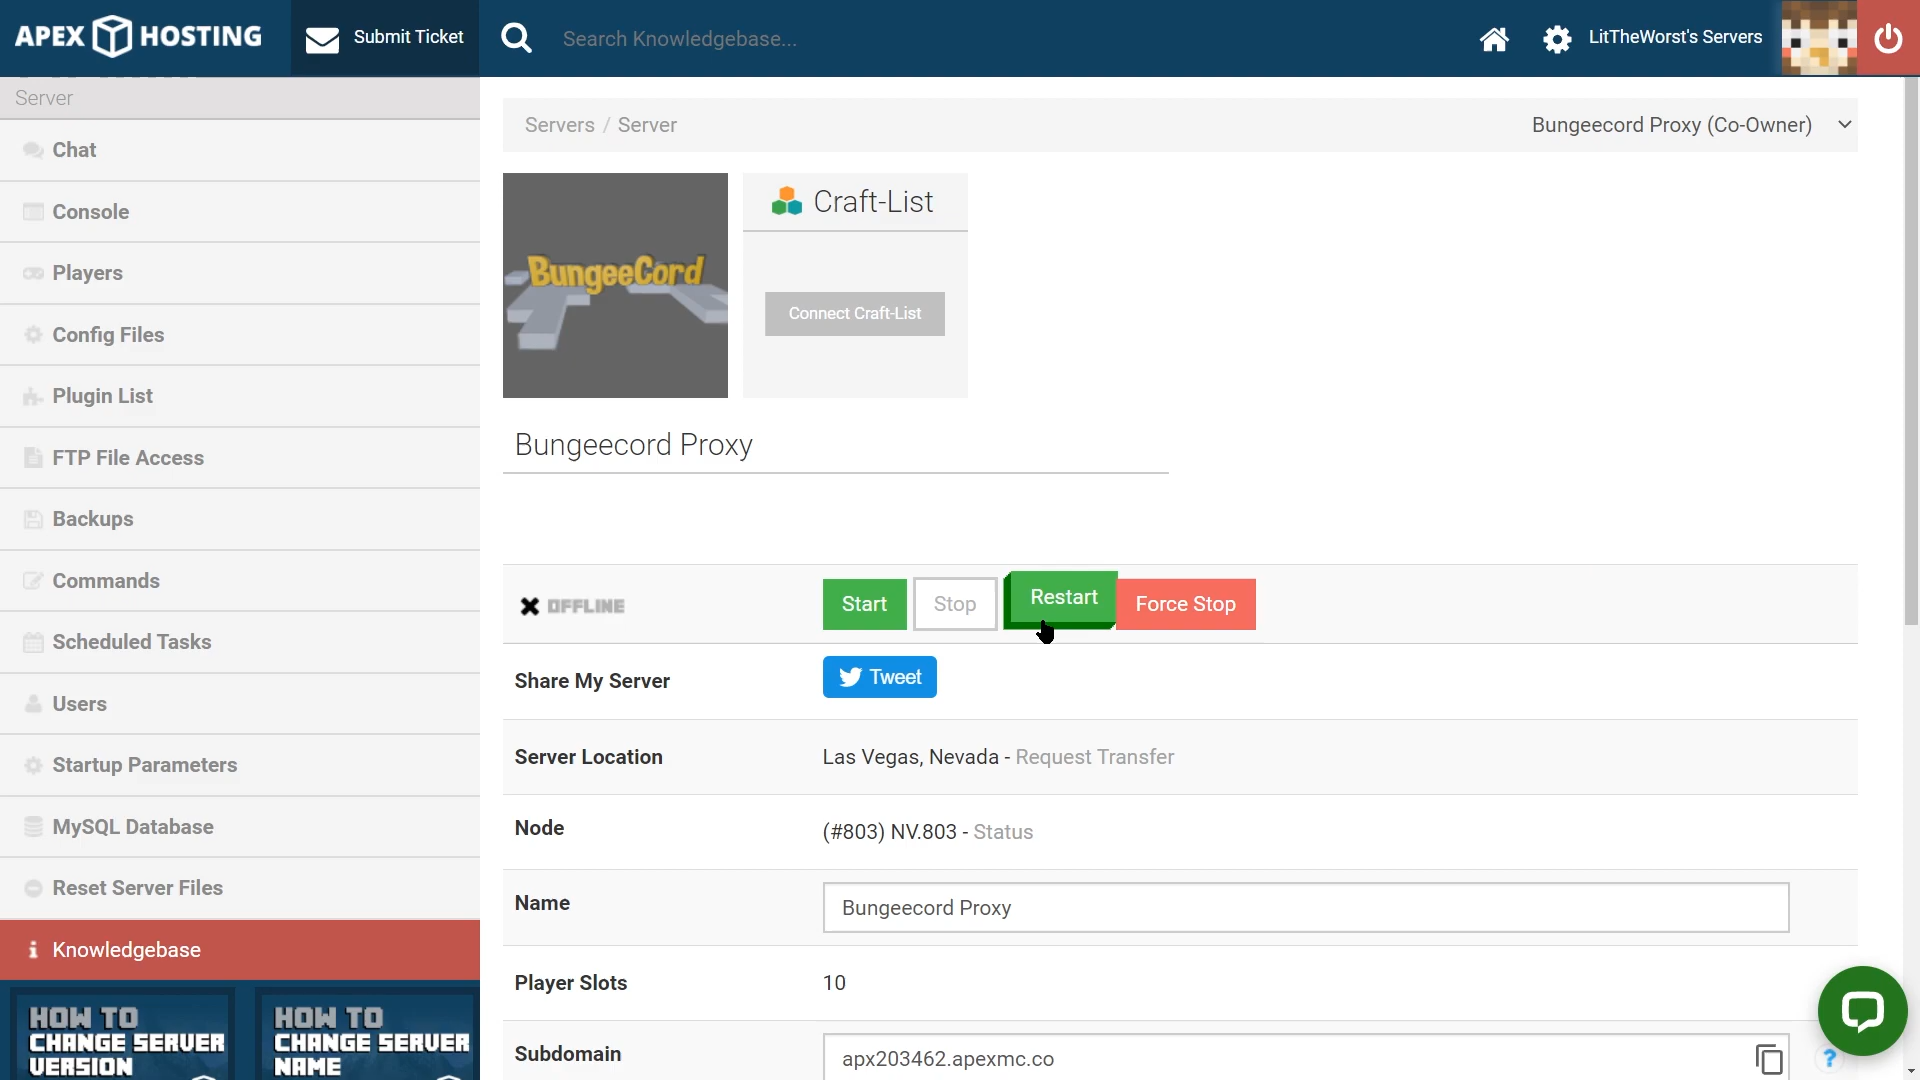 APEX HOSTING
Submit Ticket
Search Knowledgebase...
LitTheWorst's Servers
Server
Chat
Console
Players
Config Files
Plugin List
FTP File Access
Backups
Commands
Scheduled Tasks
Users
Startup Parameters
MySQL Database
Reset Server Files
Knowledgebase
HOW TO
CHANGE SERVER
VERSION
HOW TO
CHANGE SERVER
NAME
Servers / Server
Bungeecord Proxy (Co-Owner)
BungeeCord
Craft-List
Connect Craft-List
Bungeecord Proxy
OFFLINE
Start
Stop
Restart
Force Stop
Share My Server
Tweet
Server Location
Las Vegas, Nevada - Request Transfer
Node
(#803) NV.803 - Status
Name
Bungeecord Proxy
Player Slots
10
Subdomain
apx203462.apexmc.co
?